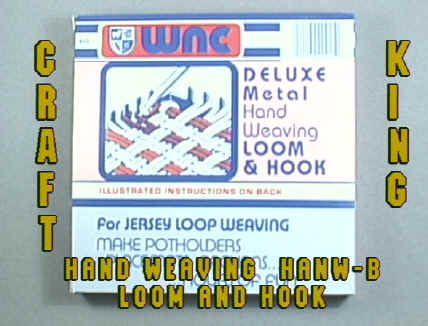 CRAFT
KING
WNC
DELUXE
Metal
Hand
Weaving
LOOM
& HOOK
ILLUSTRATED INSTRUCTIONS ON BACK
For JERSEY LOOP WEAVING
MAKE POTHOLDERS
HAND WEAVING HANW-B
LOOM AND HOOK